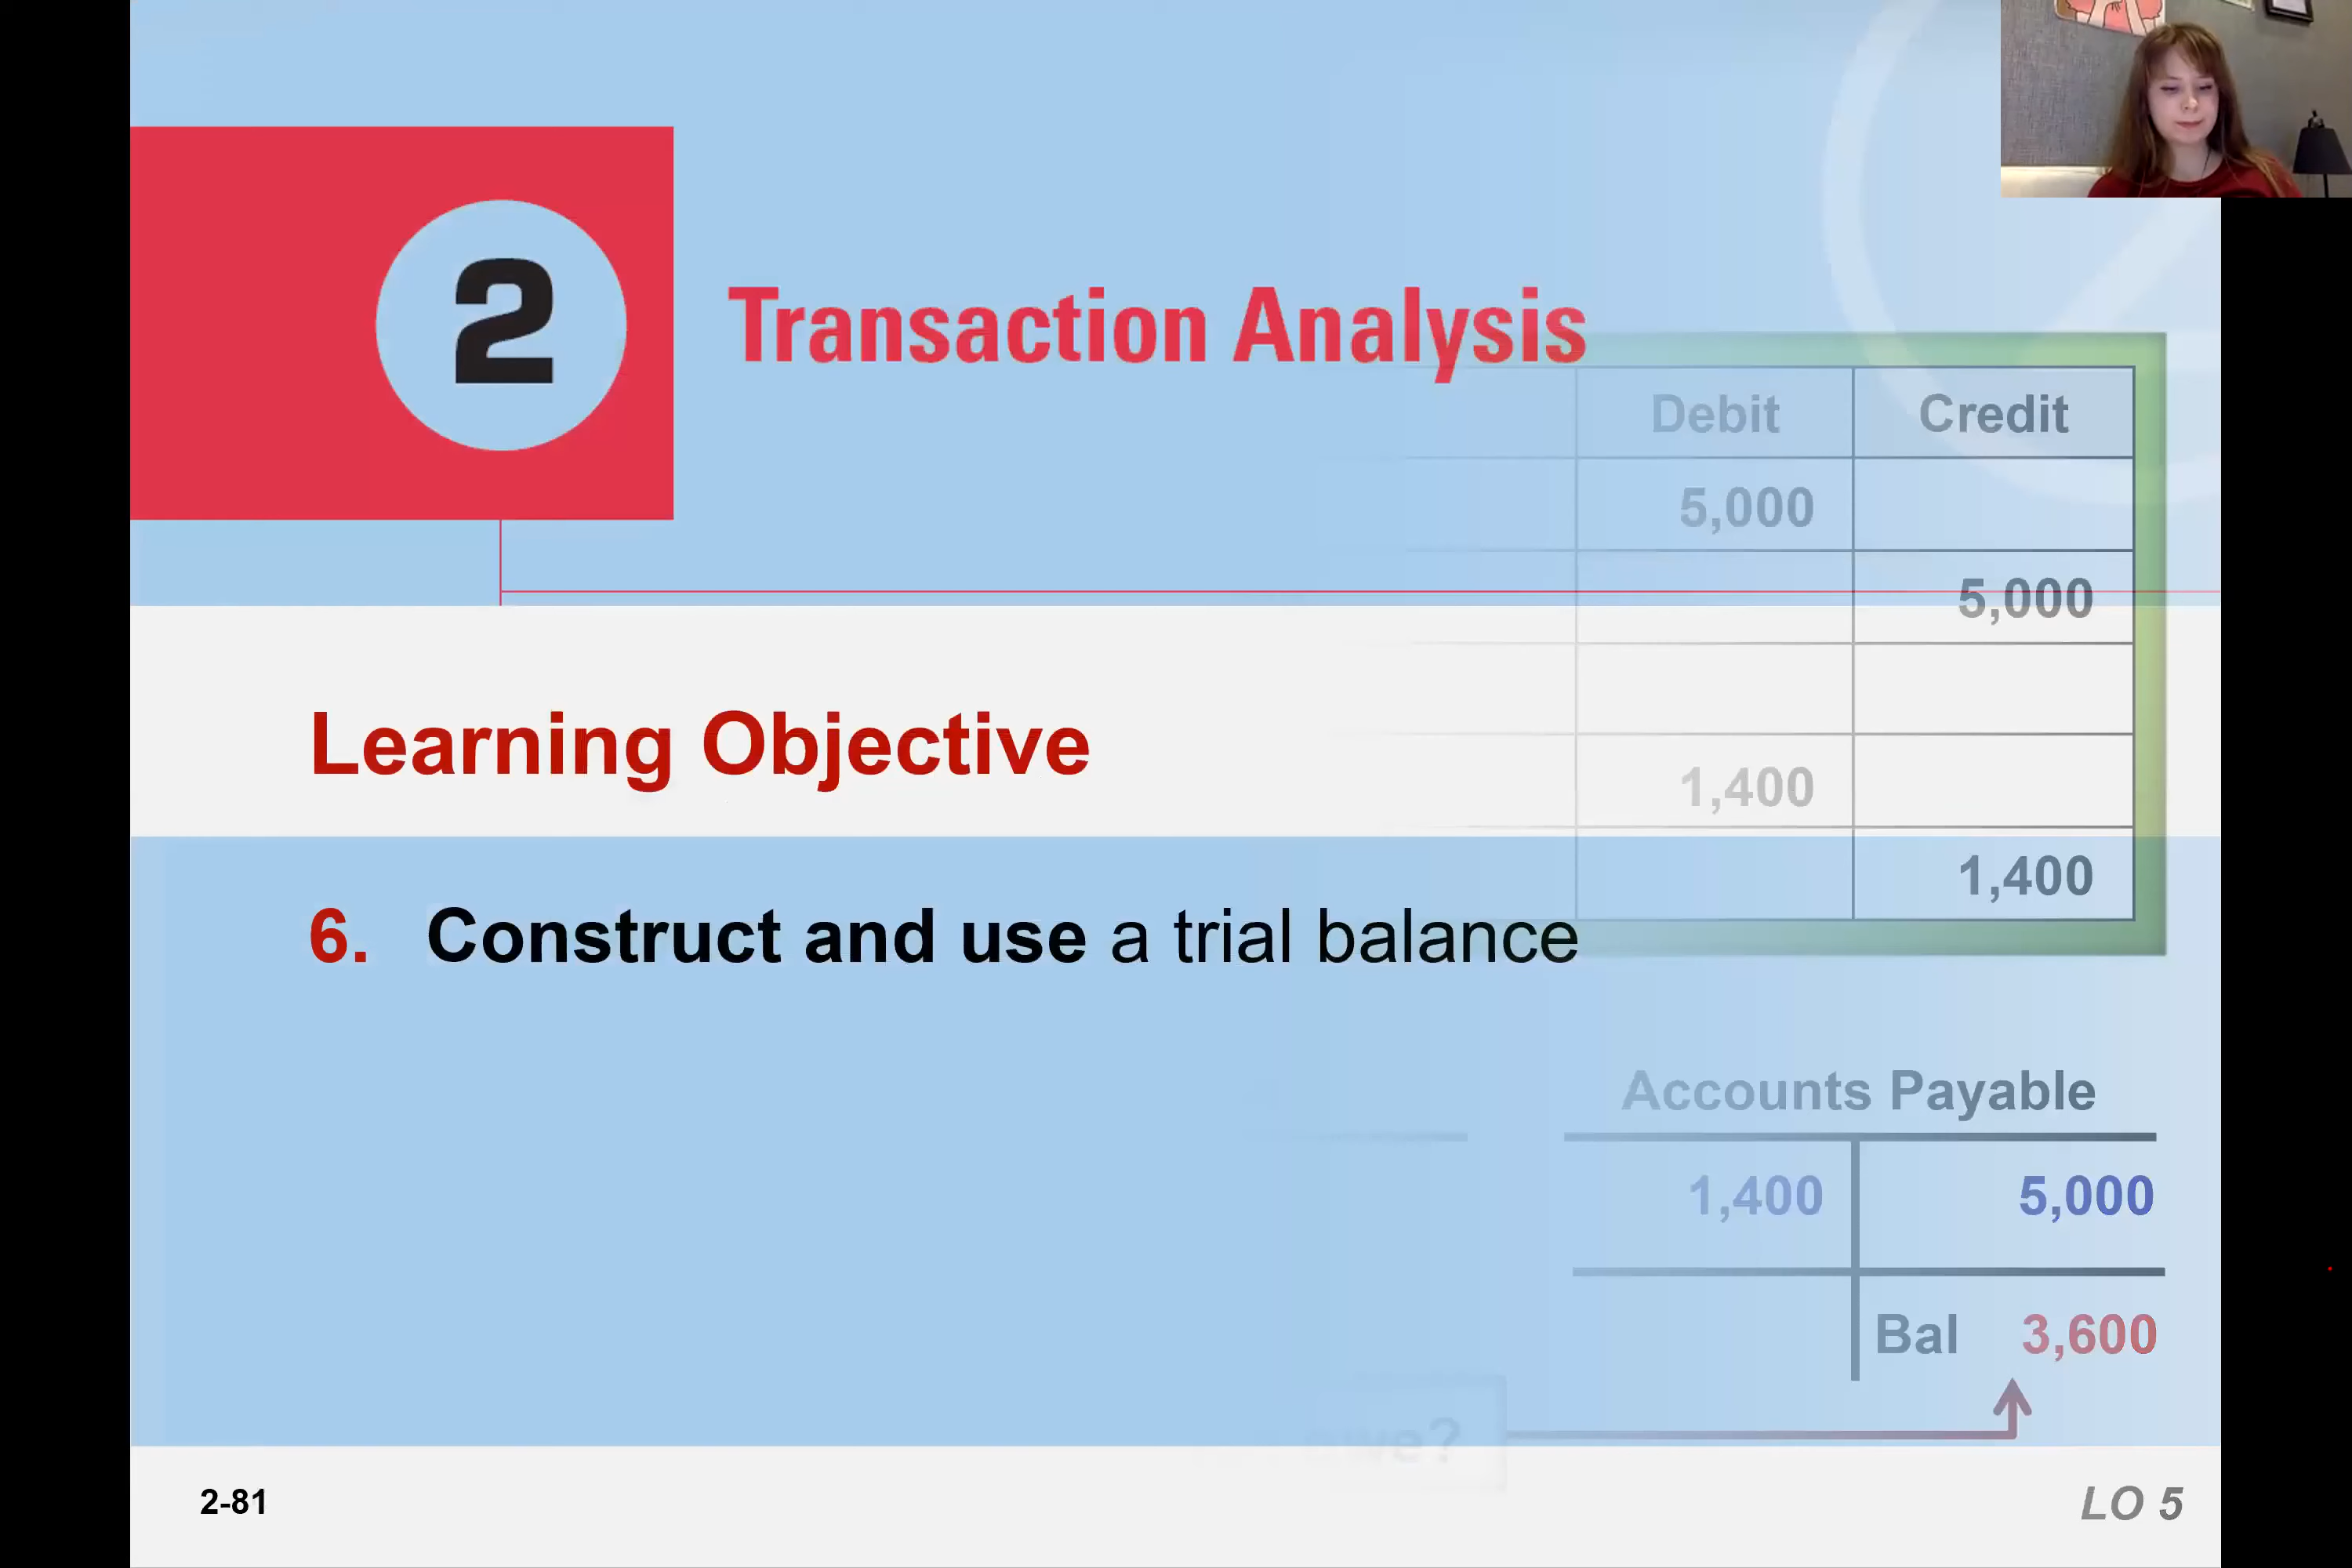 2
Transaction Analysis
Debit Credit
5,000
5,000
Learning Objective
1,400
1,400
6. Construct and use a trial balance
Accounts Payable
1,400 5,000
Bal 3,600
2-81
LO 5